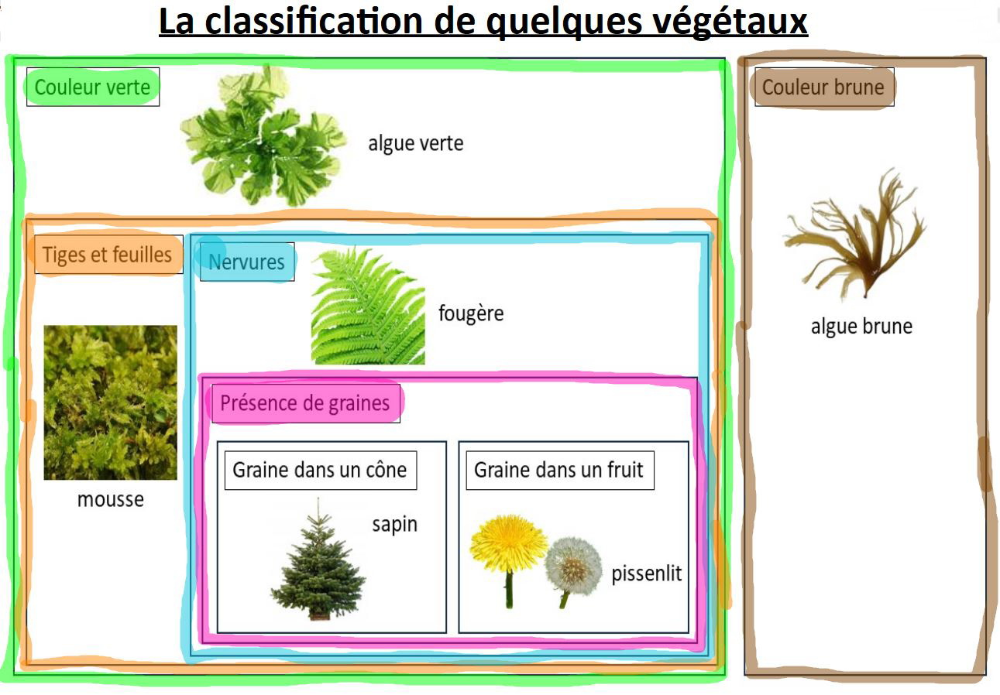 La classification de quelques végétaux
Couleur verte
algue verte
Tiges et feuilles
mousse
Nervures
fougère
Présence de graines
Graine dans un cône
sapin
Graine dans un fruit
pissenlit
Couleur brune
algue brune